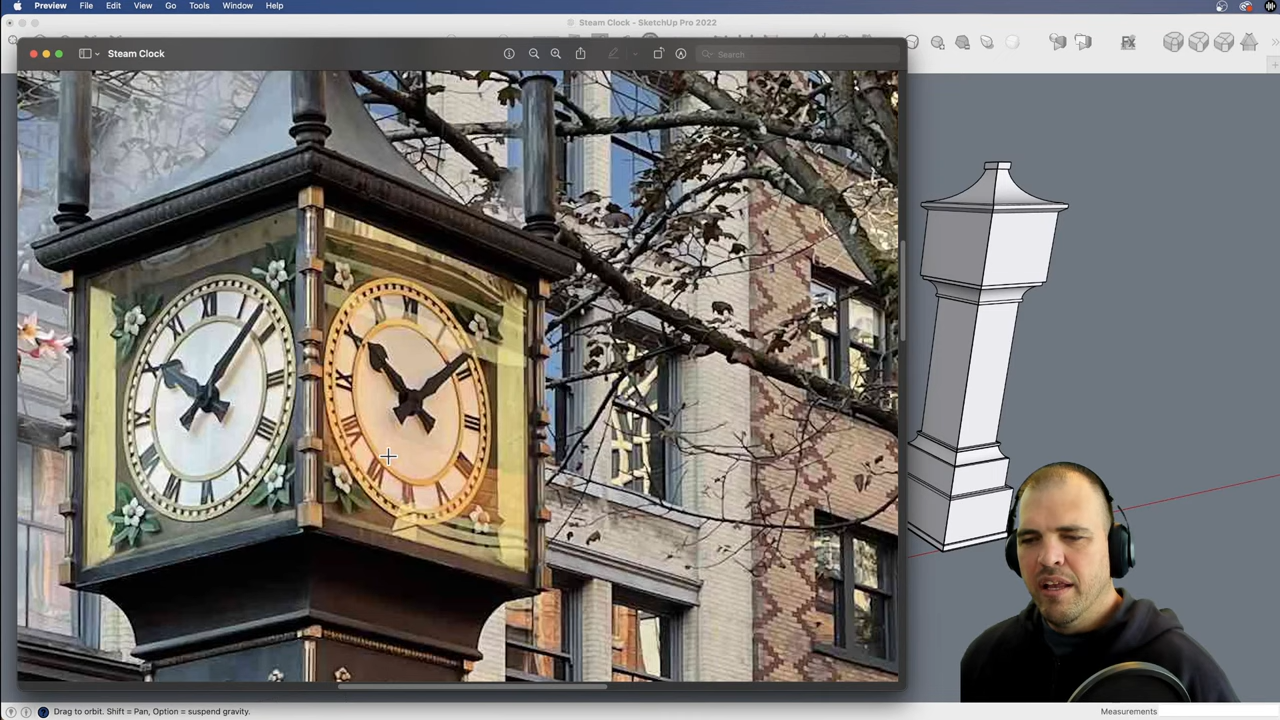 Preview File Edit View Go Tools Window Help
Steam Clock - SketchUp Pro 2022
Steam Clock
Search
Drag to orbit. Shift = Pan, Option = suspend gravity.
Measurements